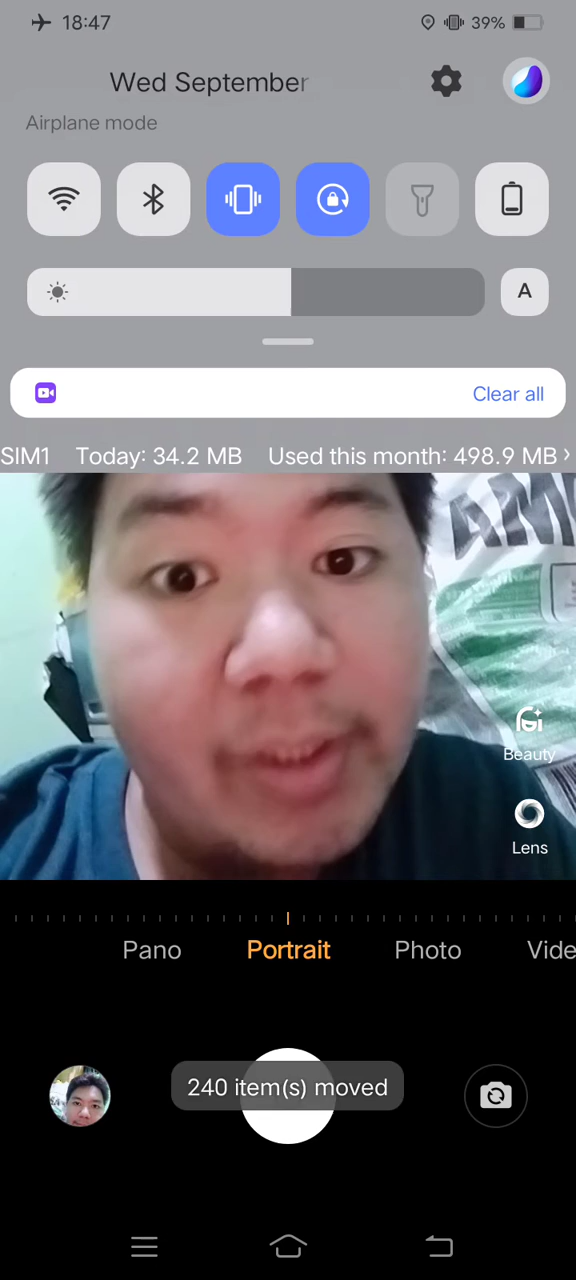 18:47 39%
Wed September
Airplane mode
A
Clear all
SIM1 Today: 34.2 MB Used this month: 498.9 MB ›
Beauty
Lens
Pano Portrait Photo Vide
240 item(s) moved